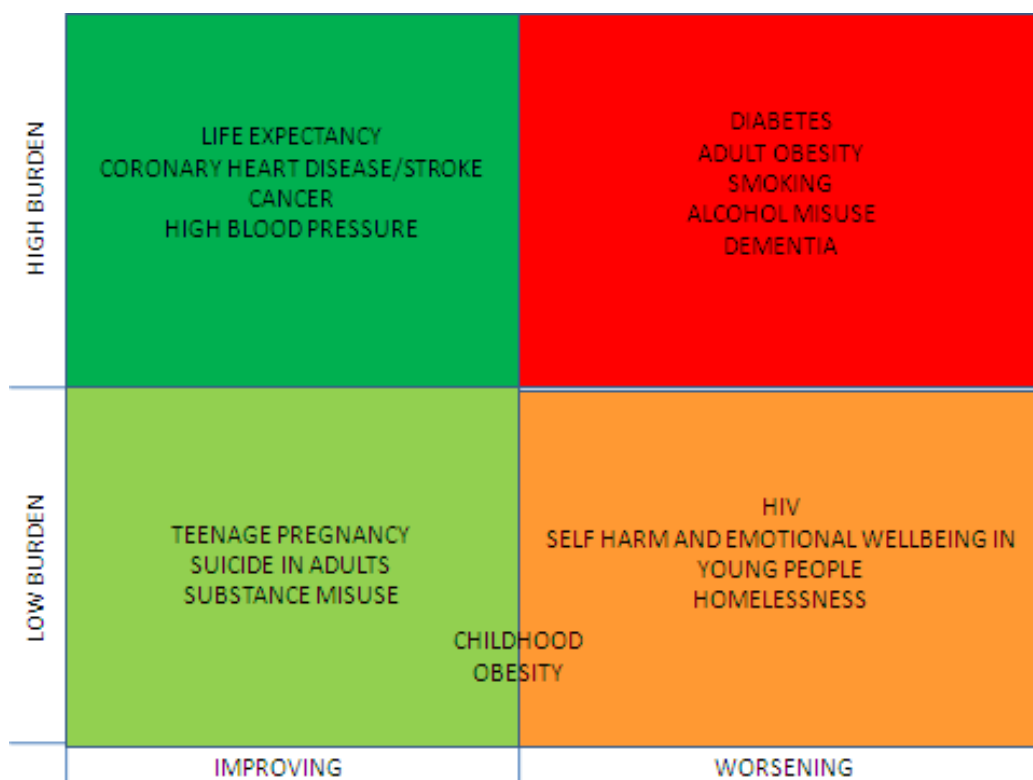 HIGH BURDEN
LIFE EXPECTANCY
CORONARY HEART DISEASE/STROKE
CANCER
HIGH BLOOD PRESSURE
DIABETES
ADULT OBESITY
SMOKING
ALCOHOL MISUSE
DEMENTIA
LOW BURDEN
TEENAGE PREGNANCY
SUICIDE IN ADULTS
SUBSTANCE MISUSE
HIV
SELF HARM AND EMOTIONAL WELLBEING IN
YOUNG PEOPLE
HOMELESSNESS
CHILDHOOD
OBESITY
IMPROVING
WORSENING